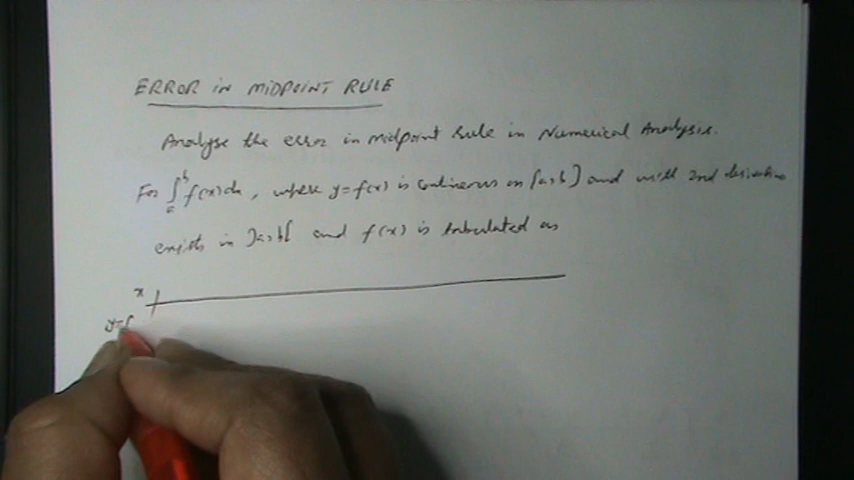 ERROR IN MIDPOINT RULE
Analyse the error in midpoint Rule in Numerical Analysis.
For ∫_a^b f(x)dx, where y=f(x) is continuous on [a,b] and with 2nd derivative
exists in ]a,b[ and f(x) is tabulated as
x
y=f